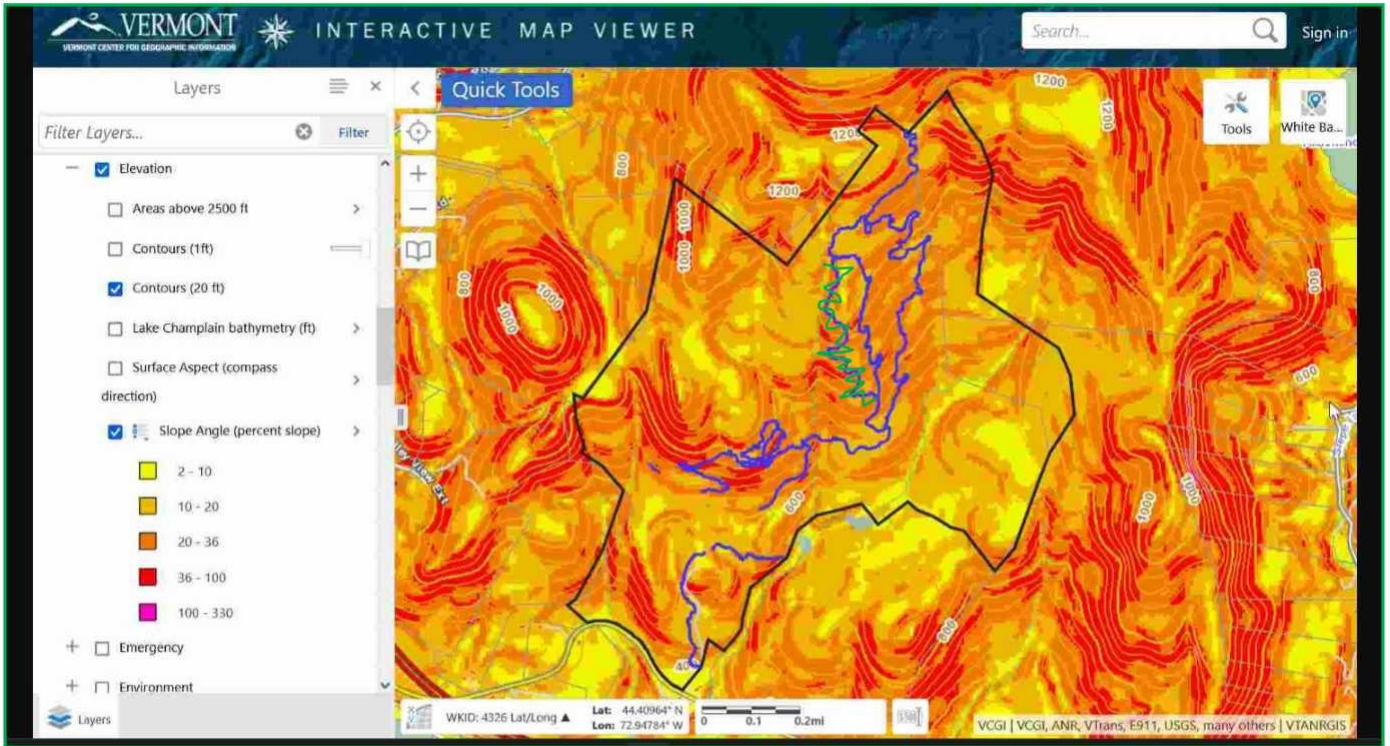 VERMONT
VERMONT CENTER FOR GEOGRAPHIC INFORMATION
INTERACTIVE MAP VIEWER
Search...
Sign in
Layers
Filter Layers...
Filter
Elevation
Areas above 2500 ft
Contours (1ft)
Contours (20 ft)
Lake Champlain bathymetry (ft)
Surface Aspect (compass
direction)
Slope Angle (percent slope)
2 - 10
10 - 20
20 - 36
36 - 100
100 - 330
Emergency
Environment
Layers
Quick Tools
Tools
White Ba...
1200
1200
1200
1200
800
1000
1000
800
1000
1000
800
600
600
1000
1000
800
40
WKID: 4326 Lat/Long ▲
Lat: 44.40964° N
Lon: 72.94784° W
0 0.1 0.2mi
VCGI | VCGI, ANR, VTrans, E911, USGS, many others | VTANRGIS